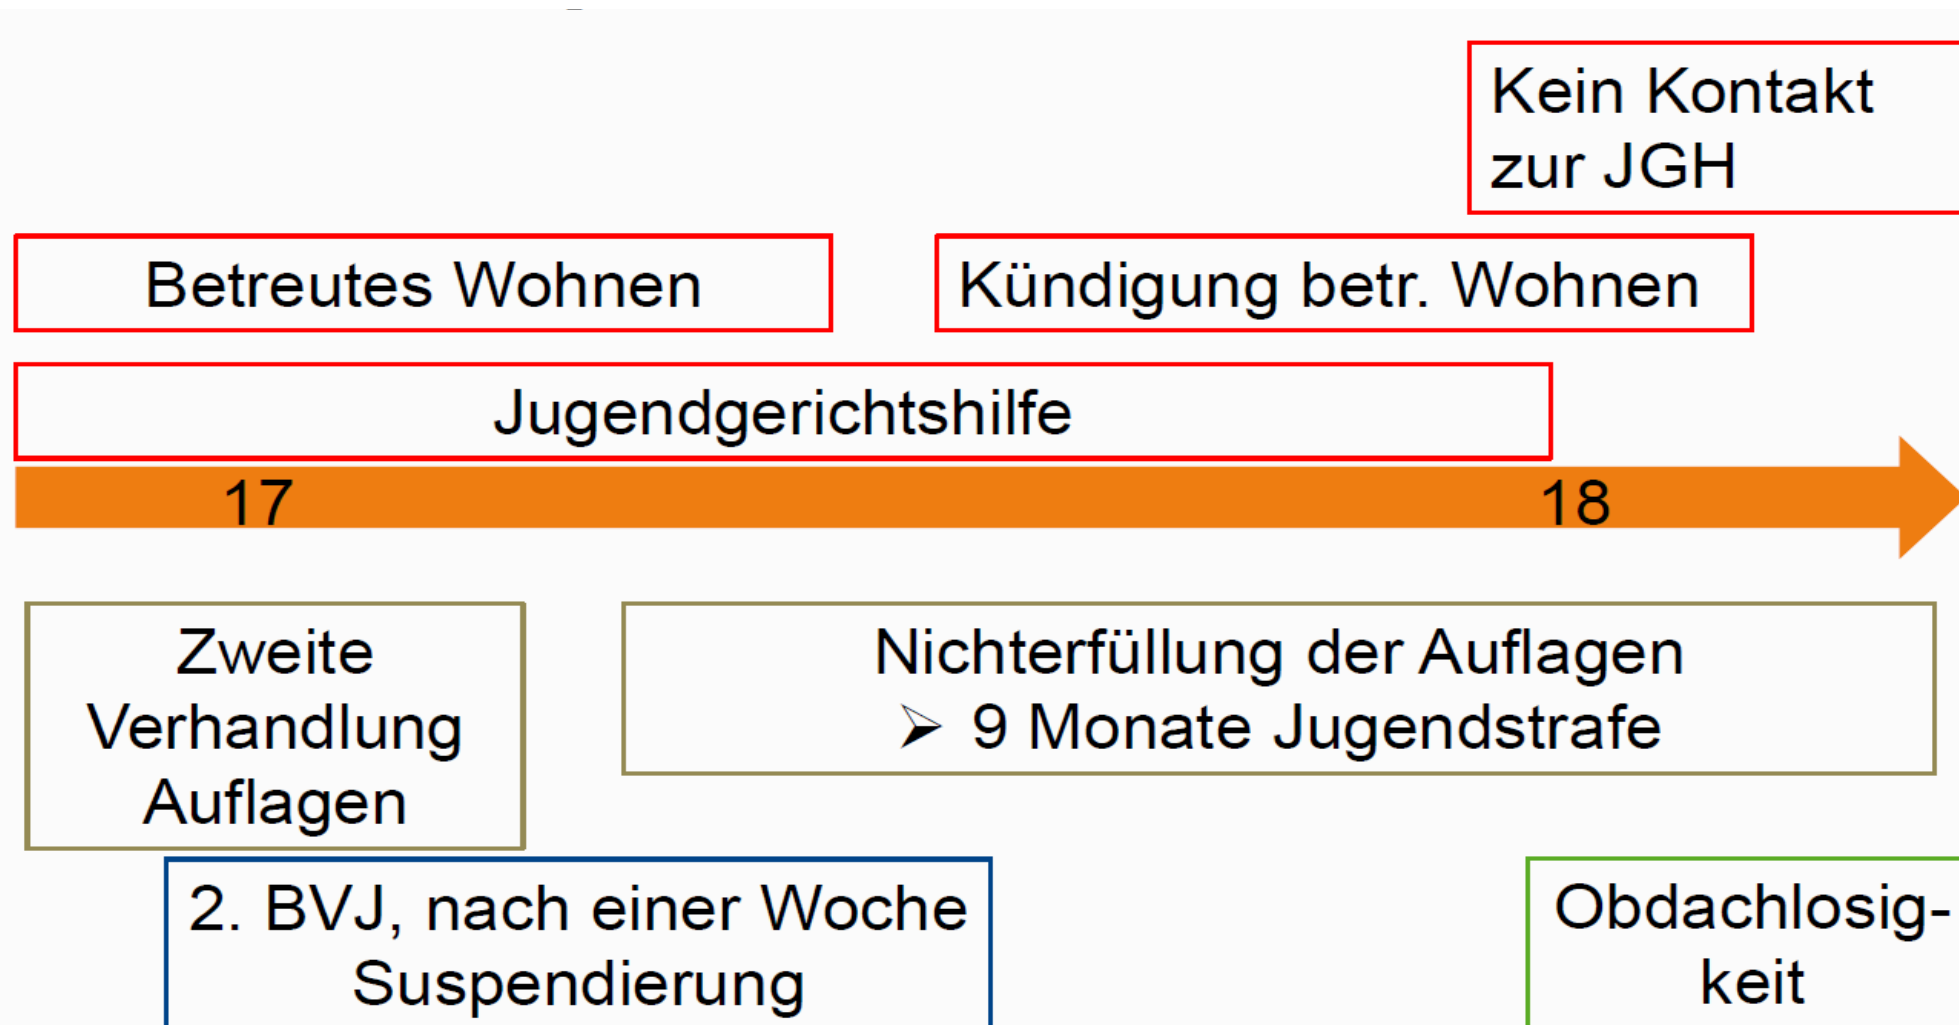 Kein Kontakt
zur JGH
Betreutes Wohnen
Kündigung betr. Wohnen
Jugendgerichtshilfe
17
18
Zweite
Verhandlung
Auflagen
Nichterfüllung der Auflagen
➢ 9 Monate Jugendstrafe
2. BVJ, nach einer Woche
Suspendierung
Obdachlosig-
keit